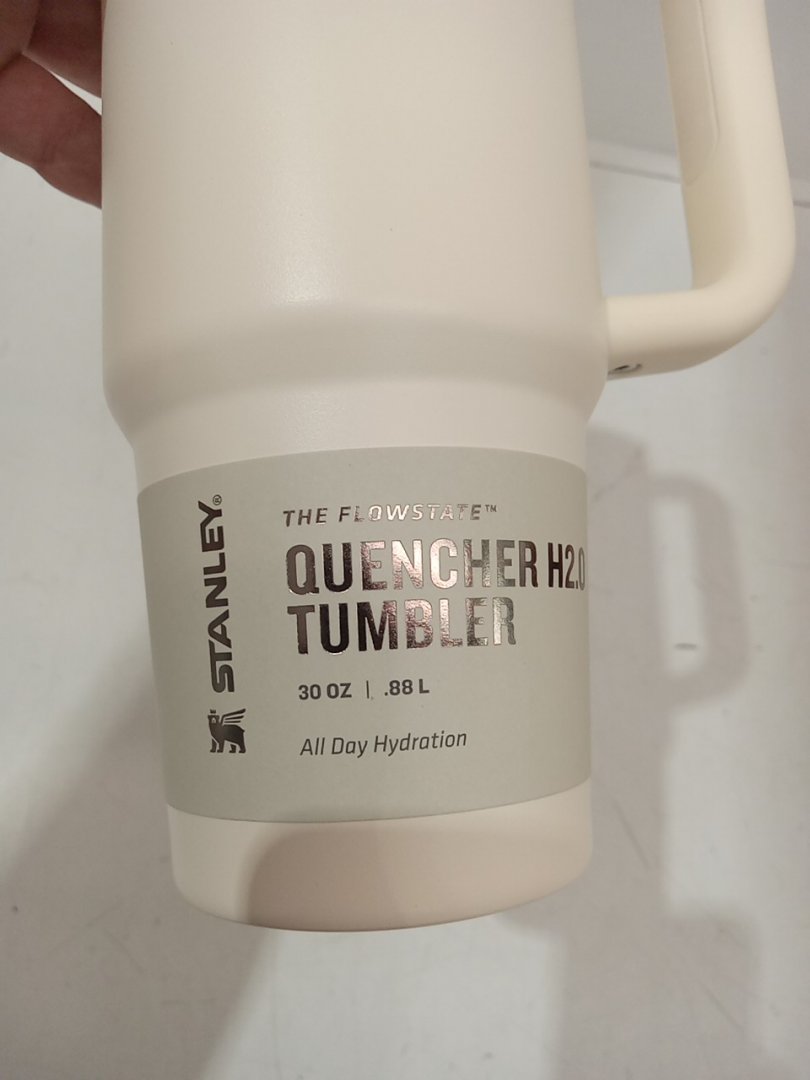 STANLEY®
THE FLOWSTATE™
QUENCHER H2.0
TUMBLER
30 OZ | .88 L
All Day Hydration